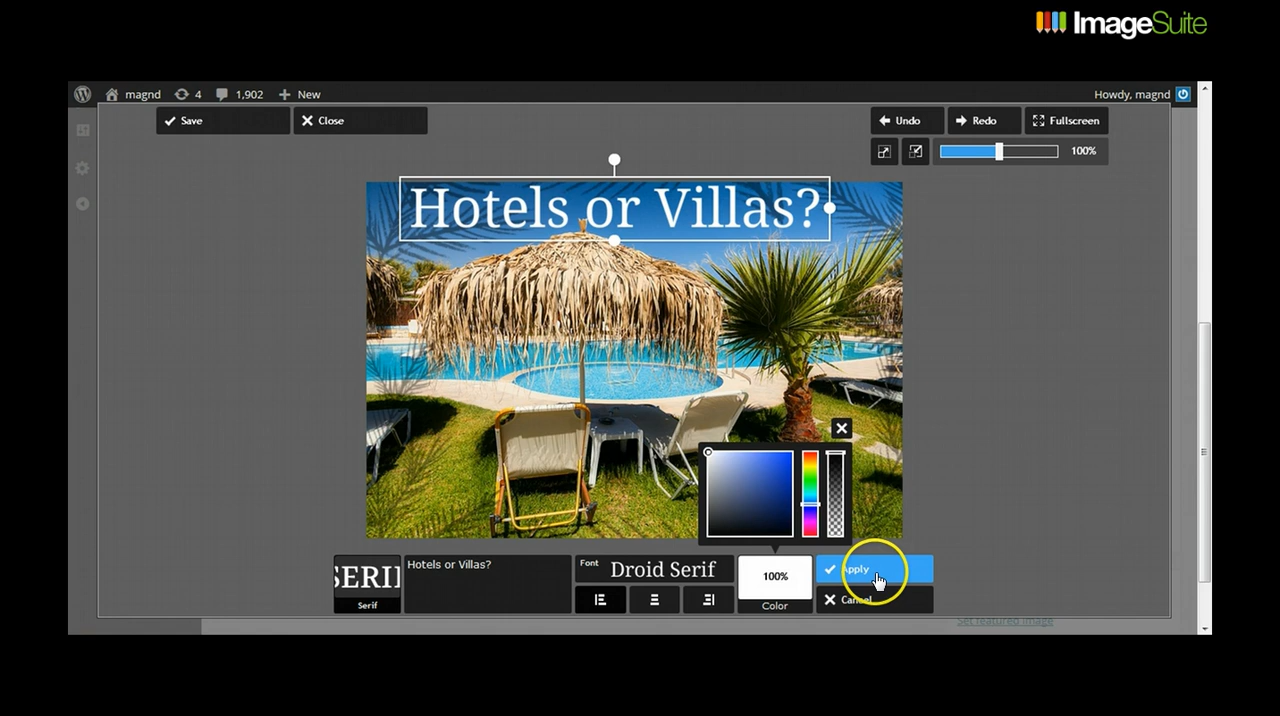 ImageSuite
magnd 4 1,902 New Howdy, magnd
Save Close Undo Redo Fullscreen
100%
Hotels or Villas?
SERI
Serif
Hotels or Villas?
Font Droid Serif
100%
Color
Apply
Cancel
Set featured image